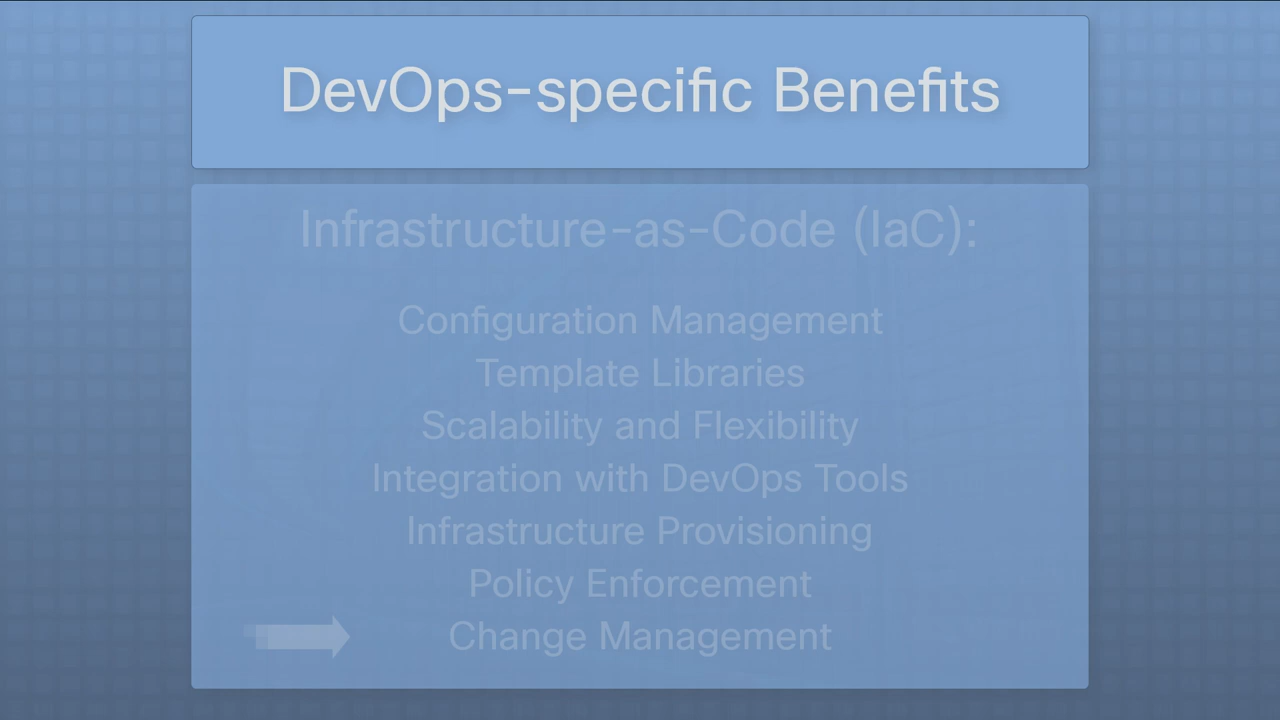 DevOps-specific Benefits
Infrastructure-as-Code (IaC):
Configuration Management
Template Libraries
Scalability and Flexibility
Integration with DevOps Tools
Infrastructure Provisioning
Policy Enforcement
Change Management